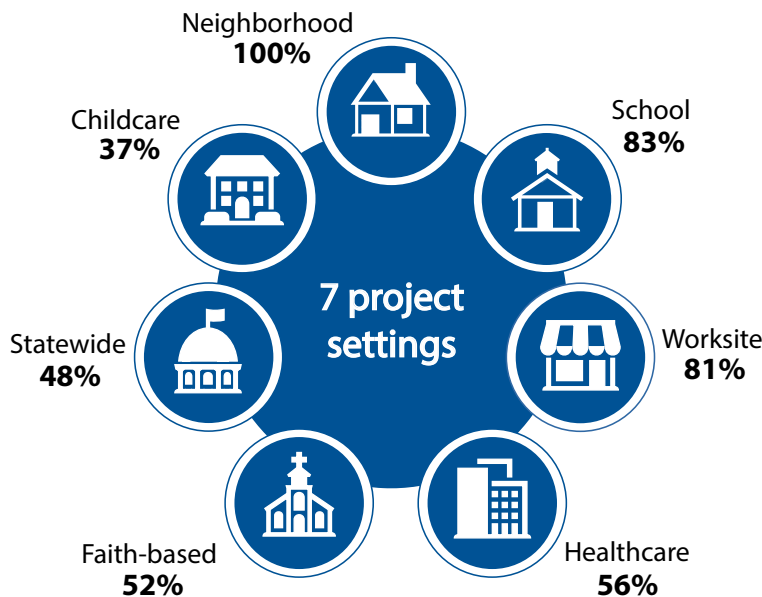 Neighborhood
100%
School
83%
Worksite
81%
Healthcare
56%
Faith-based
52%
Statewide
48%
Childcare
37%
7 project
settings